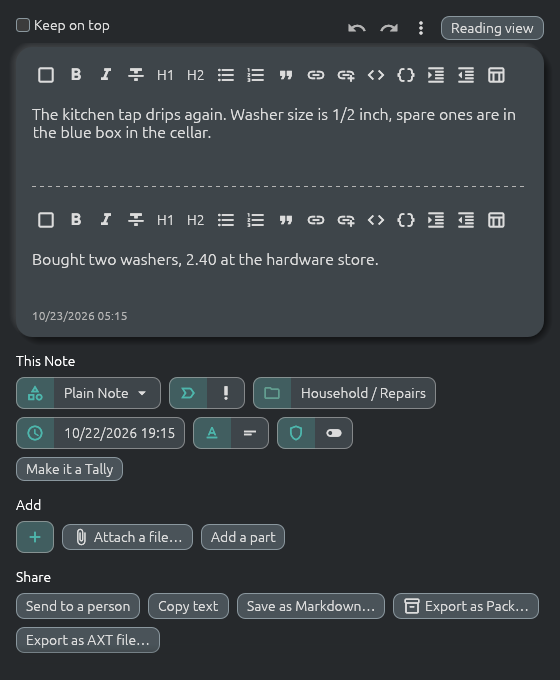 Keep on top
Reading view
B I S H1 H2
The kitchen tap drips again. Washer size is 1/2 inch, spare ones are in
the blue box in the cellar.
B I S H1 H2
Bought two washers, 2.40 at the hardware store.
10/23/2026 05:15
This Note
Plain Note ! Household / Repairs
10/22/2026 19:15 A
Make it a Tally
Add
+ Attach a file… Add a part
Share
Send to a person Copy text Save as Markdown… Export as Pack…
Export as AXT file…